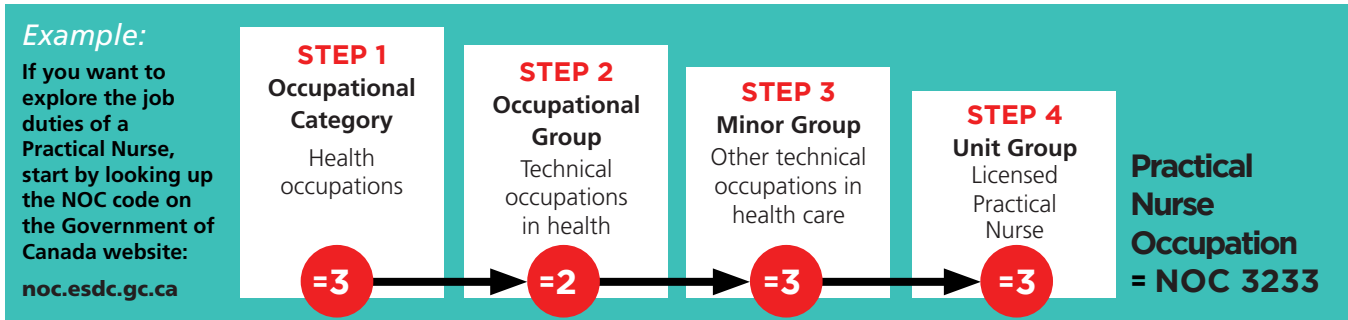 Example:
If you want to
explore the job
duties of a
Practical Nurse,
start by looking up
the NOC code on
the Government of
Canada website:
noc.esdc.gc.ca
STEP 1
Occupational
Category
Health
occupations
=3
STEP 2
Occupational
Group
Technical
occupations
in health
=2
STEP 3
Minor Group
Other technical
occupations in
health care
=3
STEP 4
Unit Group
Licensed
Practical
Nurse
=3
Practical
Nurse
Occupation
= NOC 3233